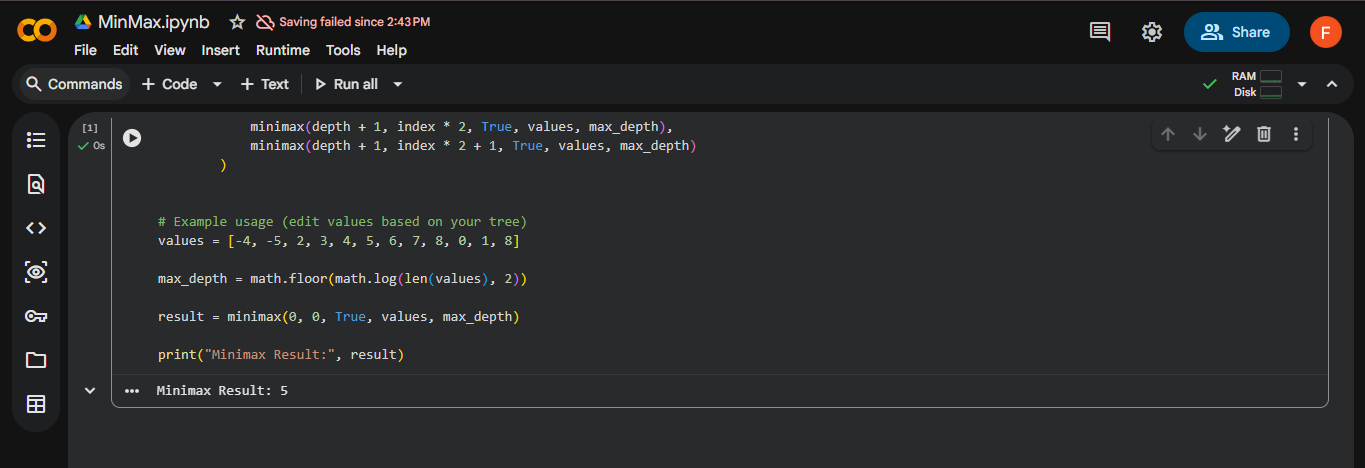 MinMax.ipynb
Saving failed since 2:43 PM
File Edit View Insert Runtime Tools Help
Share
F
Commands + Code + Text Run all
RAM
Disk
[1]
0s
minimax(depth + 1, index * 2, True, values, max_depth),
minimax(depth + 1, index * 2 + 1, True, values, max_depth)
)
# Example usage (edit values based on your tree)
values = [-4, -5, 2, 3, 4, 5, 6, 7, 8, 0, 1, 8]
max_depth = math.floor(math.log(len(values), 2))
result = minimax(0, 0, True, values, max_depth)
print("Minimax Result:", result)
Minimax Result: 5